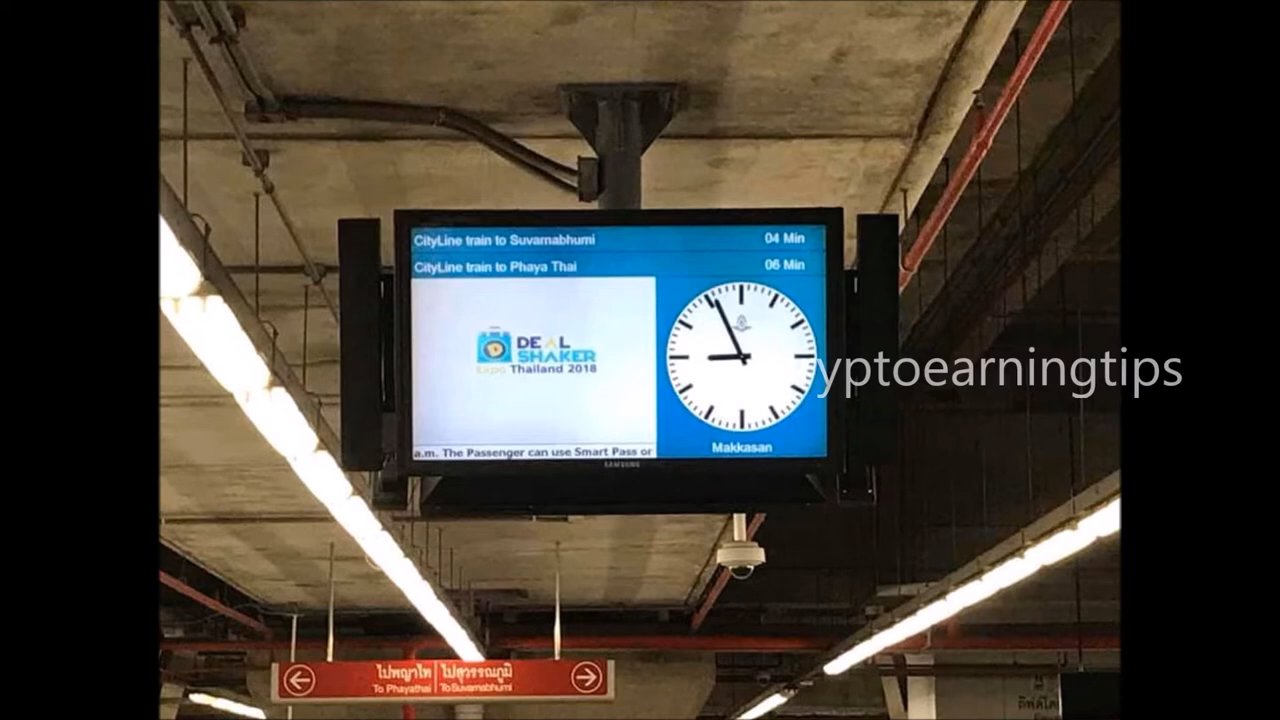 CityLine train to Suvarnabhumi 04 Min
CityLine train to Phaya Thai 06 Min
DEAL
SHAKER
Expo Thailand 2018
a.m. The Passenger can use Smart Pass or
Makkasan
SAMSUNG
yptoearningtips
ไปพญาไท ไปสุวรรณภูมิ
To Phayathai To Suvarnabhumi